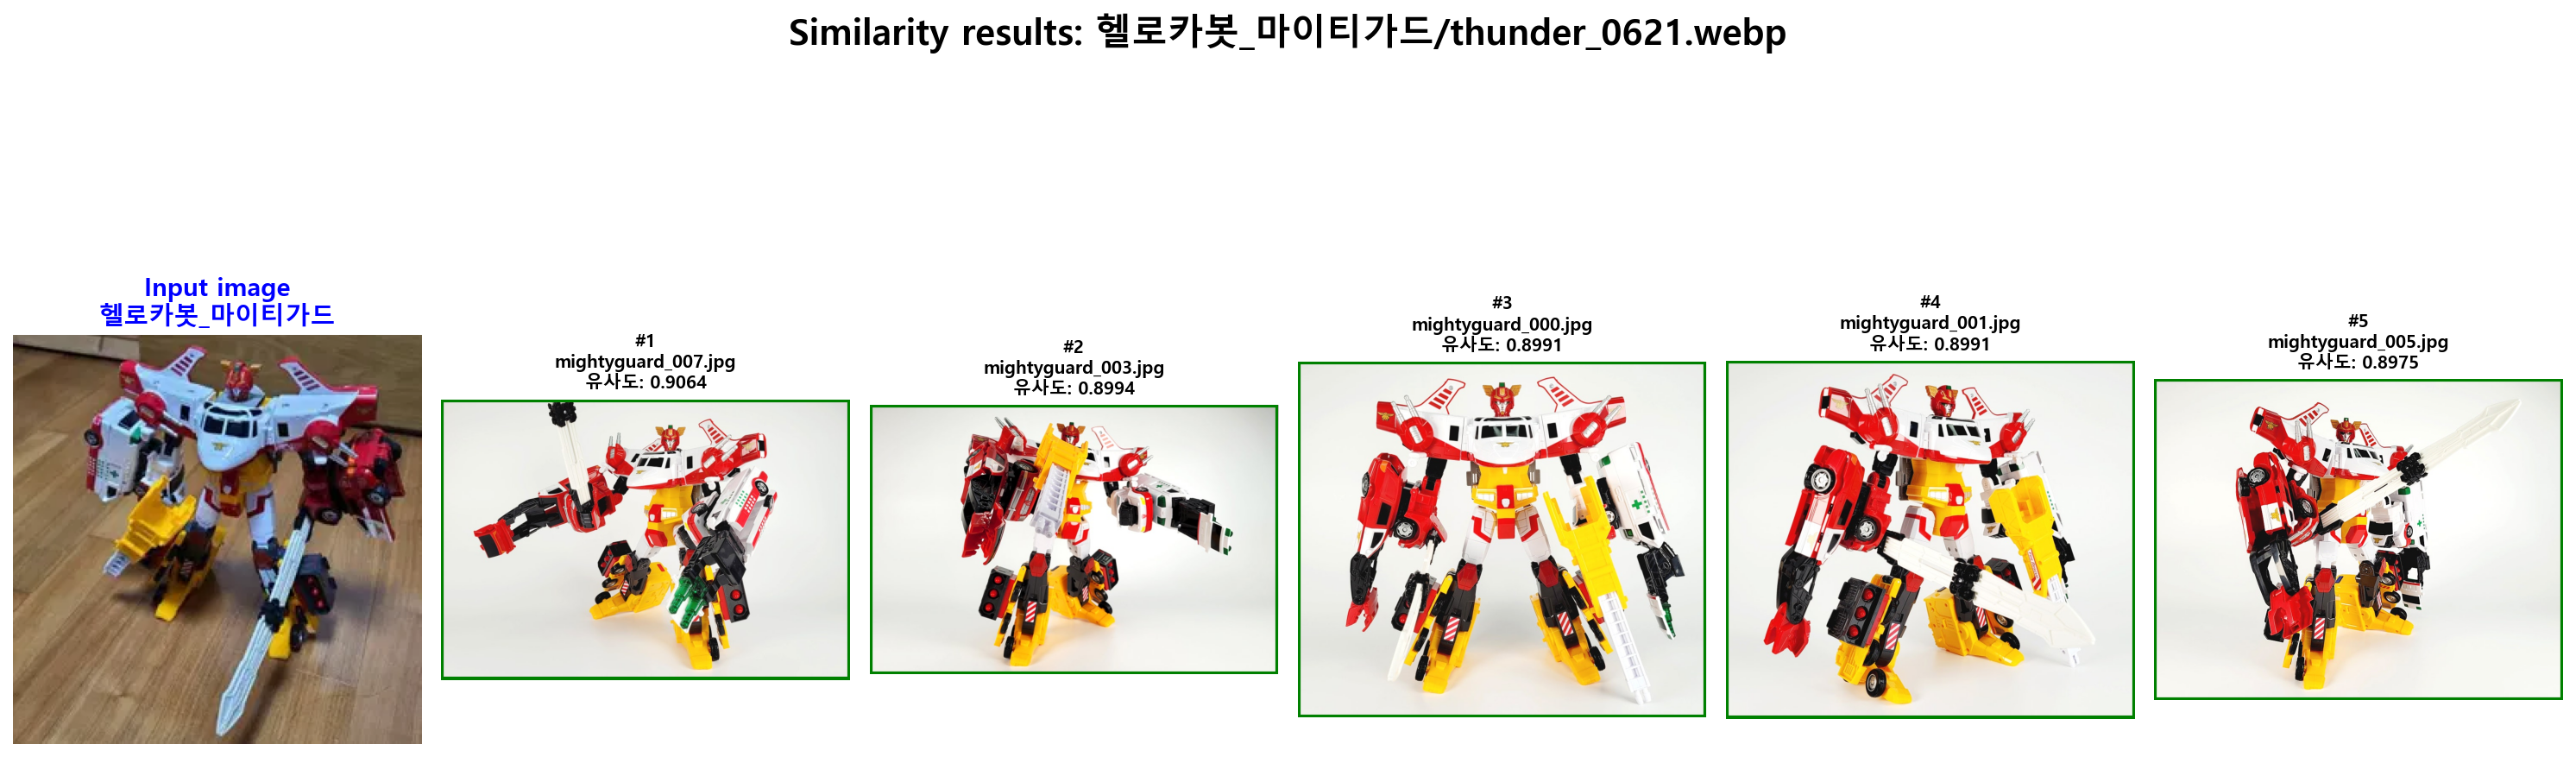 Similarity results: 헬로카봇_마이티가드/thunder_0621.webp
Input image
헬로카봇_마이티가드
#1
mightyguard_007.jpg
유사도: 0.9064
#2
mightyguard_003.jpg
유사도: 0.8994
#3
mightyguard_000.jpg
유사도: 0.8991
#4
mightyguard_001.jpg
유사도: 0.8991
#5
mightyguard_005.jpg
유사도: 0.8975